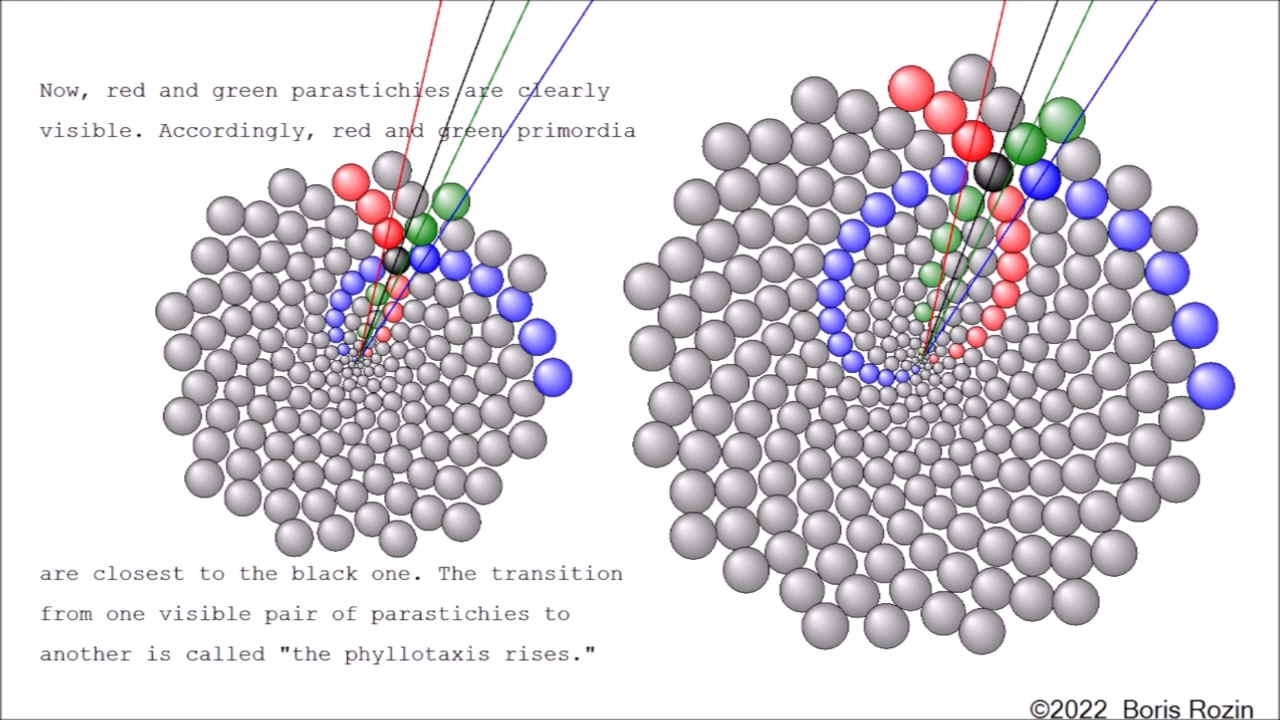 Now, red and green parastichies are clearly
visible. Accordingly, red and green primordia
are closest to the black one. The transition
from one visible pair of parastichies to
another is called "the phyllotaxis rises."
©2022 Boris Rozin